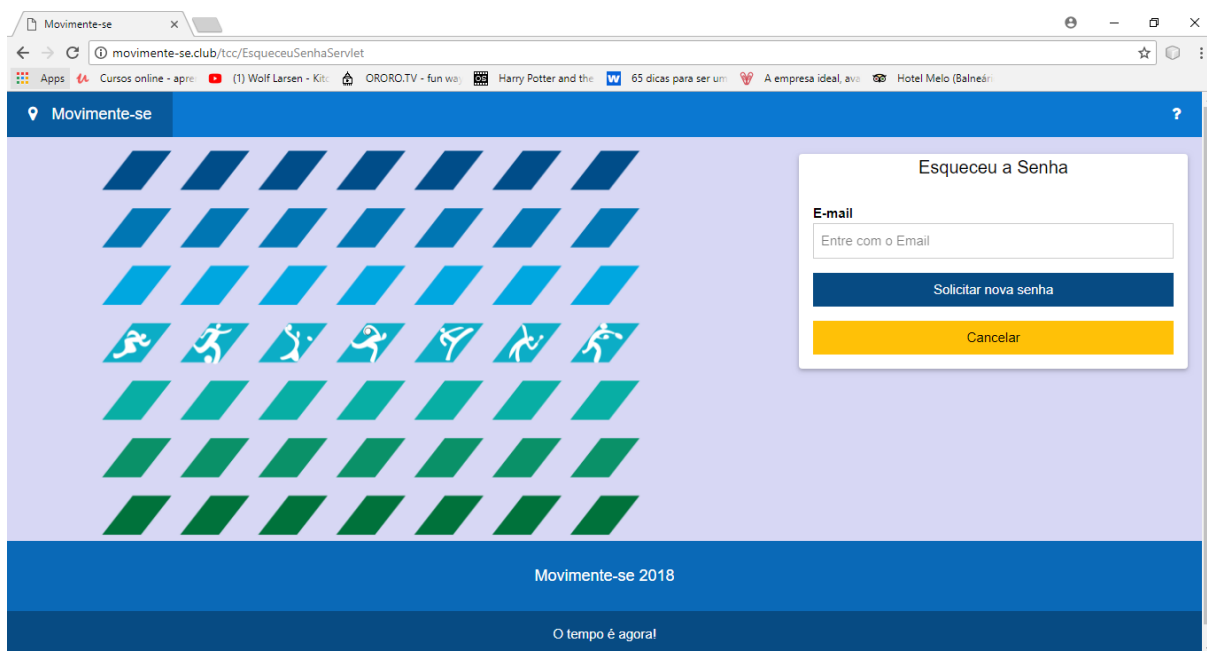 Movimente-se
movimente-se.club/tcc/EsqueceuSenhaServlet
Apps Cursos online - apre (1) Wolf Larsen - Kitc ORORO.TV - fun way Harry Potter and the 65 dicas para ser um A empresa ideal, ava Hotel Melo (Balneári
Movimente-se ?
Esqueceu a Senha
E-mail
Entre com o Email
Solicitar nova senha
Cancelar
Movimente-se 2018
O tempo é agora!